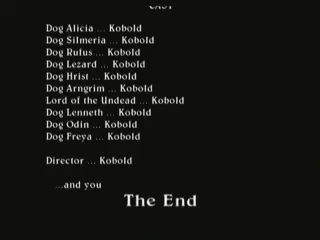 Dog Alicia ... Kobold
Dog Silmeria ... Kobold
Dog Rufus ... Kobold
Dog Lezard ... Kobold
Dog Hrist ... Kobold
Dog Arngrim ... Kobold
Lord of the Undead ... Kobold
Dog Lenneth ... Kobold
Dog Odin ... Kobold
Dog Freya ... Kobold
Director ... Kobold
...and you
The End